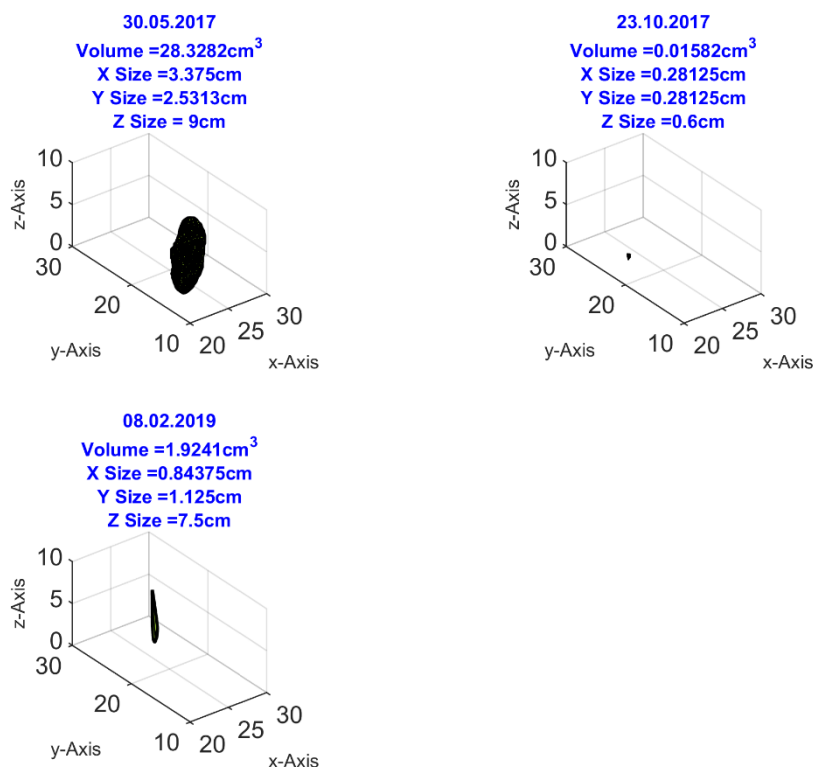 30.05.2017
Volume =28.3282cm³
X Size =3.375cm
Y Size =2.5313cm
Z Size = 9cm
10
5
0
z-Axis
30
20
10
y-Axis
20
25
30
x-Axis
23.10.2017
Volume =0.01582cm³
X Size =0.28125cm
Y Size =0.28125cm
Z Size =0.6cm
10
5
0
z-Axis
30
20
10
y-Axis
20
25
30
x-Axis
08.02.2019
Volume =1.9241cm³
X Size =0.84375cm
Y Size =1.125cm
Z Size =7.5cm
10
5
0
z-Axis
30
20
10
y-Axis
20
25
30
x-Axis